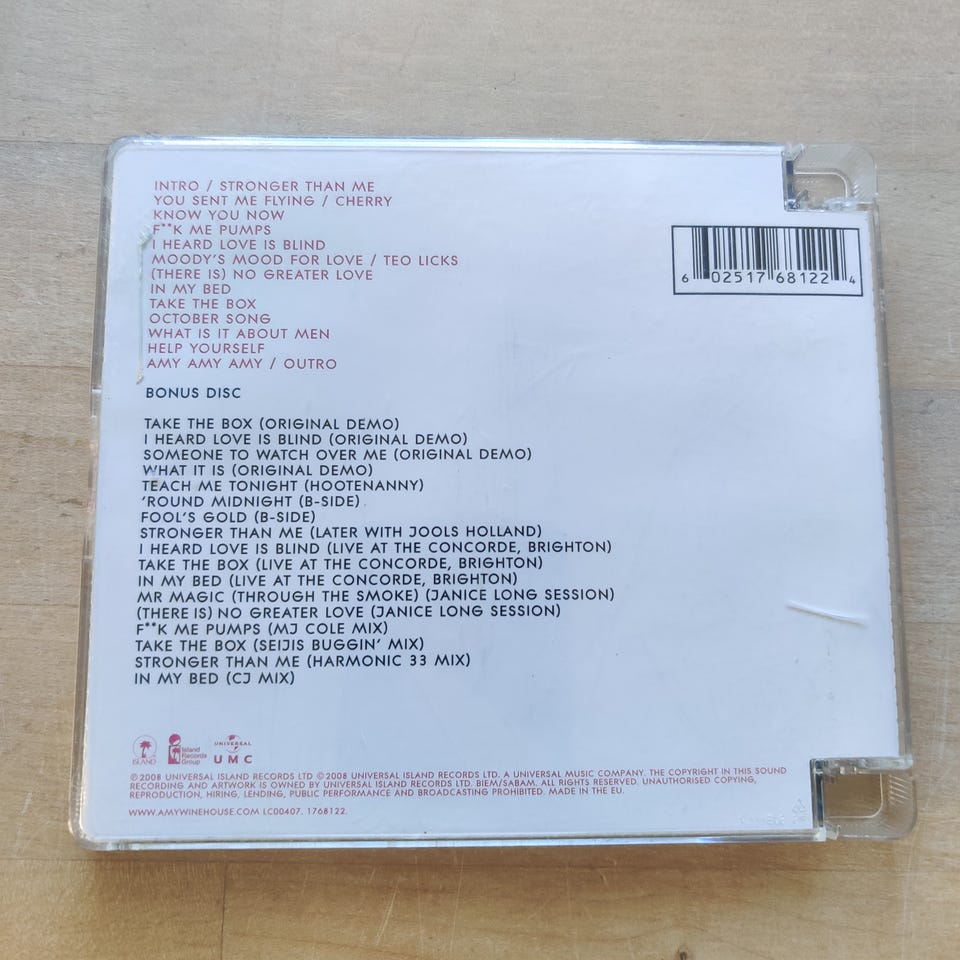 INTRO / STRONGER THAN ME
YOU SENT ME FLYING / CHERRY
KNOW YOU NOW
F**K ME PUMPS
I HEARD LOVE IS BLIND
MOODY'S MOOD FOR LOVE / TEO LICKS
(THERE IS) NO GREATER LOVE
IN MY BED
TAKE THE BOX
OCTOBER SONG
WHAT IS IT ABOUT MEN
HELP YOURSELF
AMY AMY AMY / OUTRO
6 02517 68122 4
BONUS DISC
TAKE THE BOX (ORIGINAL DEMO)
I HEARD LOVE IS BLIND (ORIGINAL DEMO)
SOMEONE TO WATCH OVER ME (ORIGINAL DEMO)
WHAT IT IS (ORIGINAL DEMO)
TEACH ME TONIGHT (HOOTENANNY)
'ROUND MIDNIGHT (B-SIDE)
FOOL'S GOLD (B-SIDE)
STRONGER THAN ME (LATER WITH JOOLS HOLLAND)
I HEARD LOVE IS BLIND (LIVE AT THE CONCORDE, BRIGHTON)
TAKE THE BOX (LIVE AT THE CONCORDE, BRIGHTON)
IN MY BED (LIVE AT THE CONCORDE, BRIGHTON)
MR MAGIC (THROUGH THE SMOKE) (JANICE LONG SESSION)
(THERE IS) NO GREATER LOVE (JANICE LONG SESSION)
F**K ME PUMPS (MJ COLE MIX)
TAKE THE BOX (SEIJIS BUGGIN' MIX)
STRONGER THAN ME (HARMONIC 33 MIX)
IN MY BED (CJ MIX)
ISLAND
Island
Records
Group
UNIVERSAL
UMC
℗ 2008 UNIVERSAL ISLAND RECORDS LTD © 2008 UNIVERSAL ISLAND RECORDS LTD. A UNIVERSAL MUSIC COMPANY. THE COPYRIGHT IN THIS SOUND
RECORDING AND ARTWORK IS OWNED BY UNIVERSAL ISLAND RECORDS LTD. BIEM/SABAM. ALL RIGHTS RESERVED. UNAUTHORISED COPYING,
REPRODUCTION, HIRING, LENDING, PUBLIC PERFORMANCE AND BROADCASTING PROHIBITED. MADE IN THE EU.
WWW.AMYWINEHOUSE.COM LC00407. 1768122.